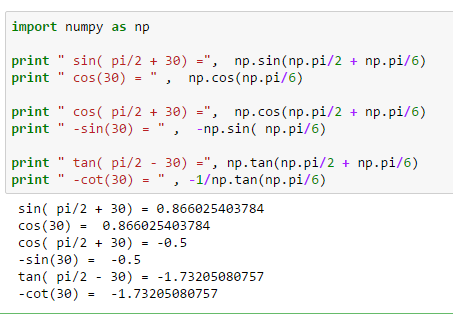 import numpy as np
print " sin( pi/2 + 30) =",  np.sin(np.pi/2 + np.pi/6)
print " cos(30) = " ,  np.cos(np.pi/6)
print " cos( pi/2 + 30) =",  np.cos(np.pi/2 + np.pi/6)
print " -sin(30) = " ,  -np.sin( np.pi/6)
print " tan( pi/2 - 30) =", np.tan(np.pi/2 + np.pi/6)
print " -cot(30) = " , -1/np.tan(np.pi/6)
sin( pi/2 + 30) = 0.866025403784
cos(30) =  0.866025403784
cos( pi/2 + 30) = -0.5
-sin(30) =  -0.5
tan( pi/2 - 30) = -1.73205080757
-cot(30) =  -1.73205080757